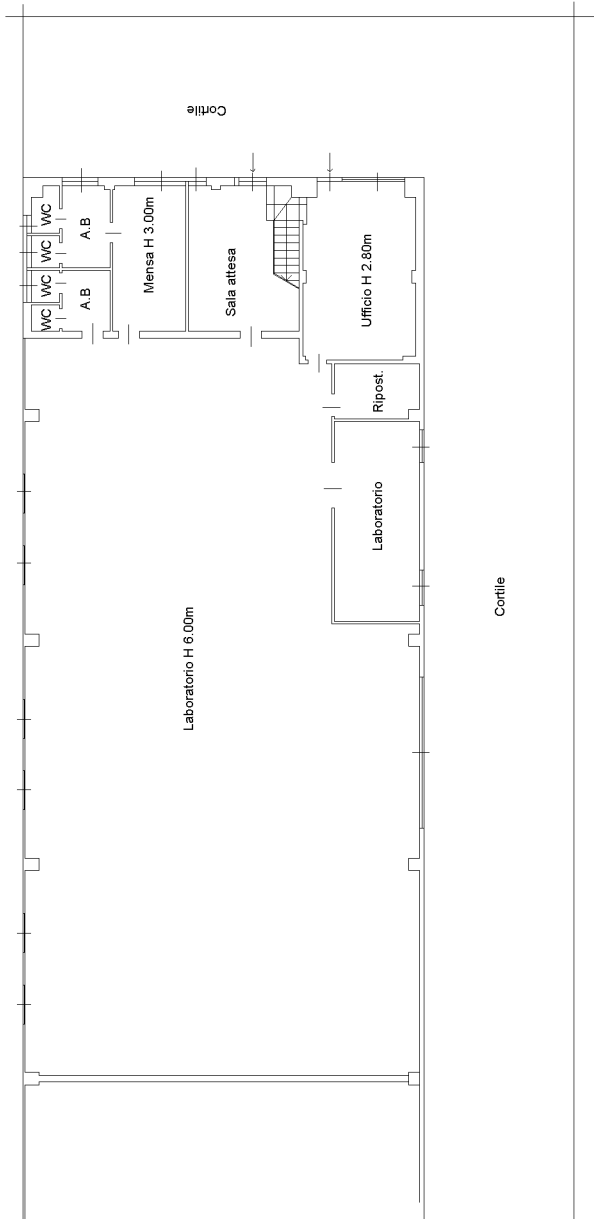 Cortile
WC
WC
WC
WC
A.B
A.B
Mensa H 3.00m
Sala attesa
Ufficio H 2.80m
Ripost.
Laboratorio
Laboratorio H 6.00m
Cortile